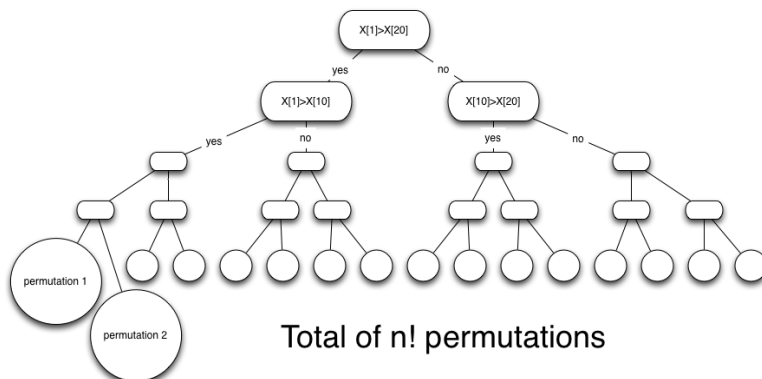 X[1]>X[20]
yes
no
X[1]>X[10]
X[10]>X[20]
yes
no
yes
no
permutation 1
permutation 2
Total of n! permutations